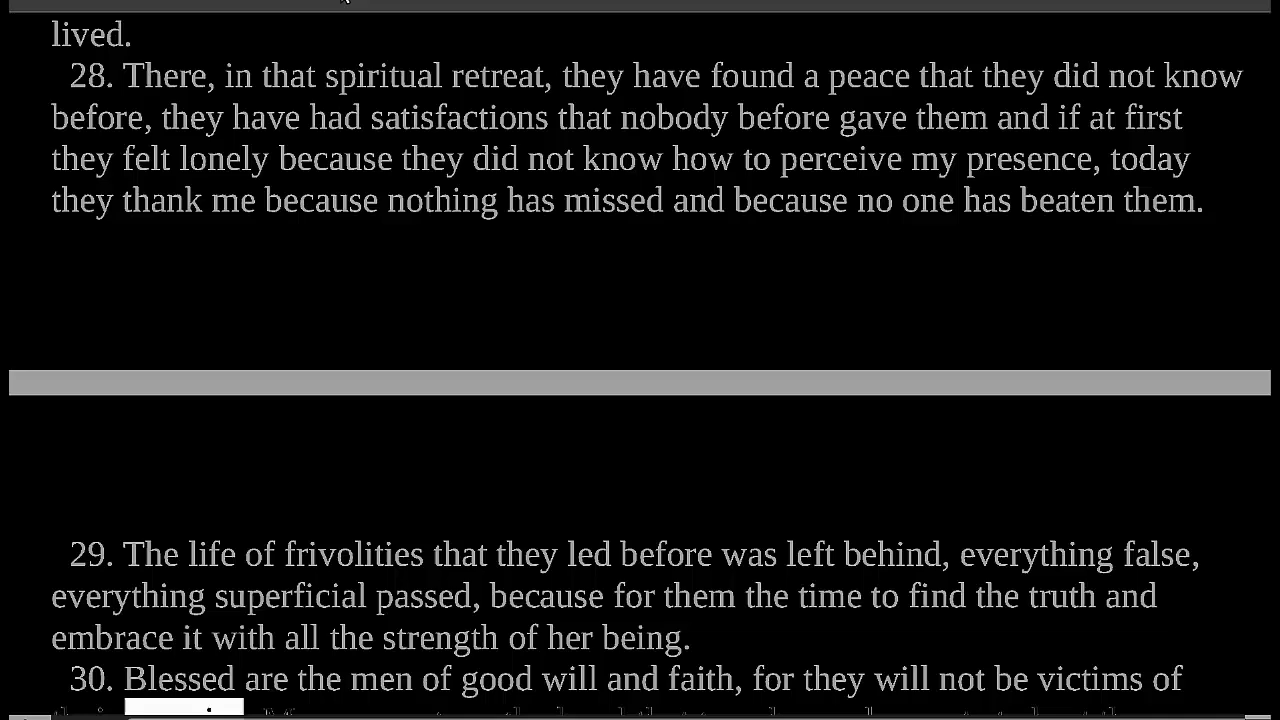 lived.
28. There, in that spiritual retreat, they have found a peace that they did not know
before, they have had satisfactions that nobody before gave them and if at first
they felt lonely because they did not know how to perceive my presence, today
they thank me because nothing has missed and because no one has beaten them.
29. The life of frivolities that they led before was left behind, everything false,
everything superficial passed, because for them the time to find the truth and
embrace it with all the strength of her being.
30. Blessed are the men of good will and faith, for they will not be victims of